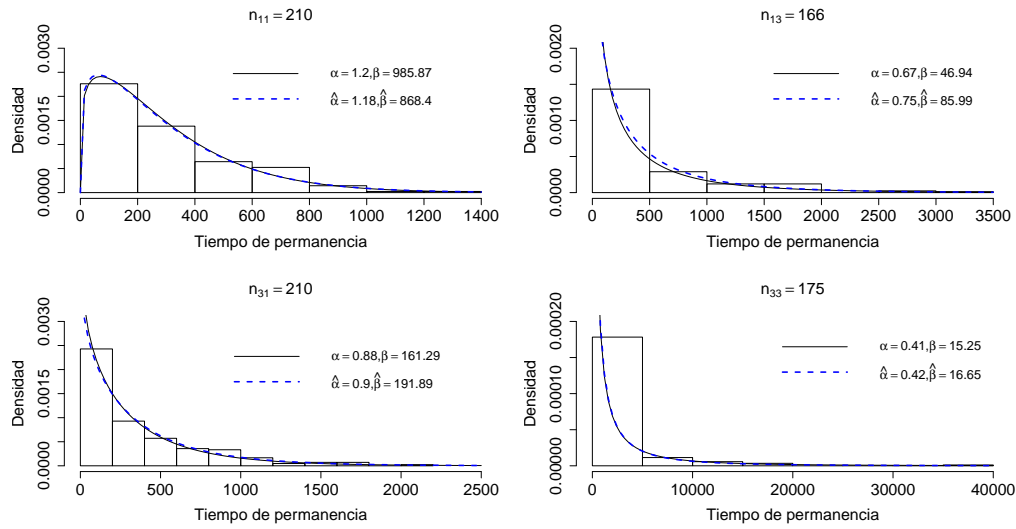 n₁₁ = 210
Densidad
0.0000 0.0015 0.0030
α = 1.2,β = 985.87
α̂ = 1.18,β̂ = 868.4
0 200 400 600 800 1000 1200 1400
Tiempo de permanencia
n₁₃ = 166
Densidad
0.0000 0.0010 0.0020
α = 0.67,β = 46.94
α̂ = 0.75,β̂ = 85.99
0 500 1000 1500 2000 2500 3000 3500
Tiempo de permanencia
n₃₁ = 210
Densidad
0.0000 0.0015 0.0030
α = 0.88,β = 161.29
α̂ = 0.9,β̂ = 191.89
0 500 1000 1500 2000 2500
Tiempo de permanencia
n₃₃ = 175
Densidad
0.00000 0.00010 0.00020
α = 0.41,β = 15.25
α̂ = 0.42,β̂ = 16.65
0 10000 20000 30000 40000
Tiempo de permanencia